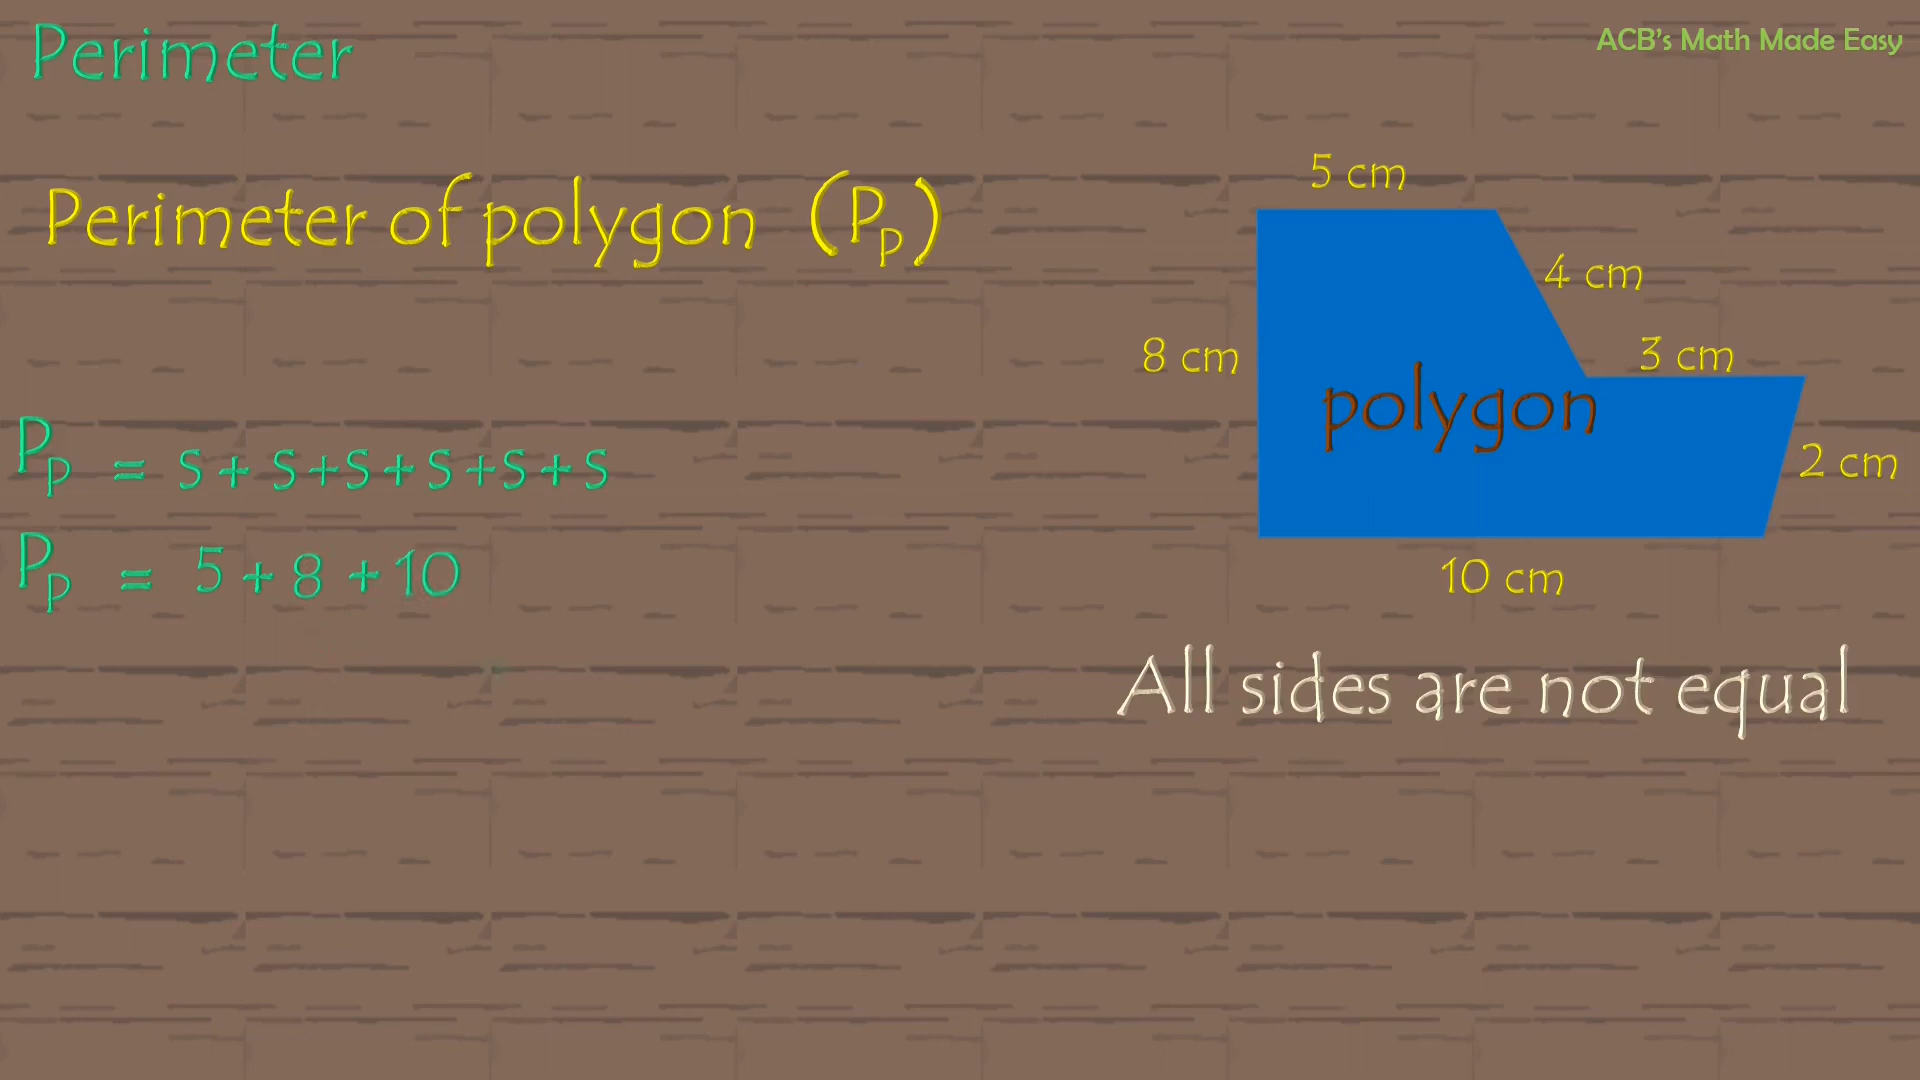 Perimeter
ACB's Math Made Easy
Perimeter of polygon (Pp)
5 cm
4 cm
8 cm
3 cm
polygon
2 cm
10 cm
Pp = s + s + s + s + s + s
Pp = 5 + 8 + 10
All sides are not equal